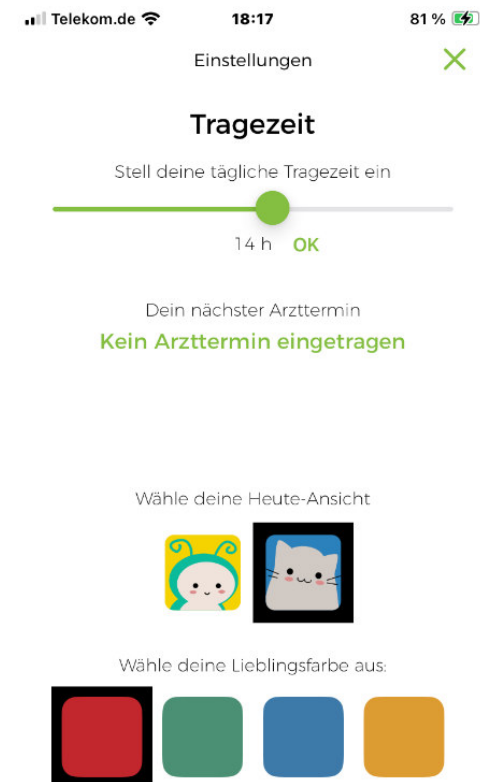 Telekom.de 18:17 81 %
Einstellungen
Tragezeit
Stell deine tägliche Tragezeit ein
14 h OK
Dein nächster Arzttermin
Kein Arzttermin eingetragen
Wähle deine Heute-Ansicht
Wähle deine Lieblingsfarbe aus: